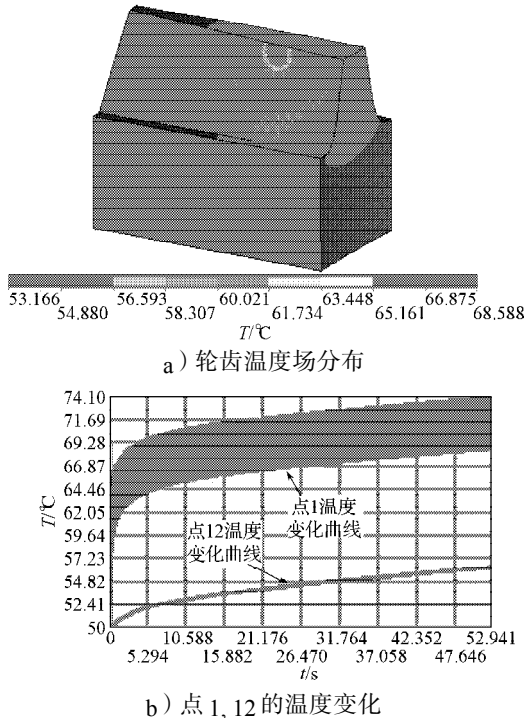 53.166 56.593 60.021 63.448 66.875
54.880 58.307 61.734 65.161 68.588
T/℃
a）轮齿温度场分布
74.10
71.69
69.28
66.87
64.46
62.05
59.64
57.23
54.82
52.41
50
T/℃
点1温度
变化曲线
点12温度
变化曲线
0 10.588 21.176 31.764 42.352 52.941
5.294 15.882 26.470 37.058 47.646
t/s
b）点1, 12的温度变化